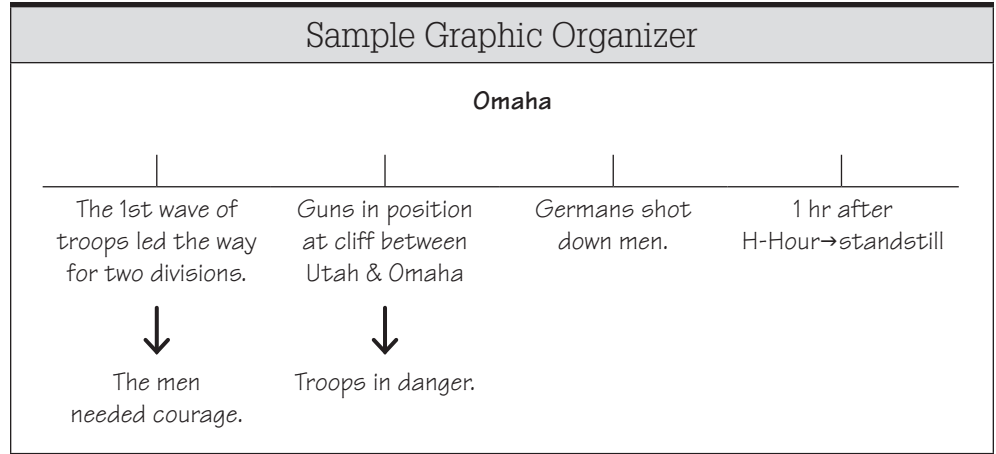 Sample Graphic Organizer
Omaha
The 1st wave of
troops led the way
for two divisions.
The men
needed courage.
Guns in position
at cliff between
Utah & Omaha
Troops in danger.
Germans shot
down men.
1 hr after
H-Hour→standstill